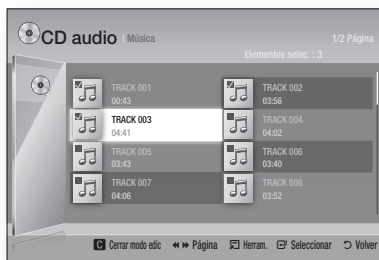 CD audio | Música 1/2 Página
Elementos selec. : 3
TRACK 001 TRACK 002
00:43 03:56
TRACK 003 TRACK 004
04:41 04:02
TRACK 005 TRACK 006
03:43 03:40
TRACK 007 TRACK 008
04:06 03:52
C Cerrar modo edic Página Herram. Seleccionar Volver